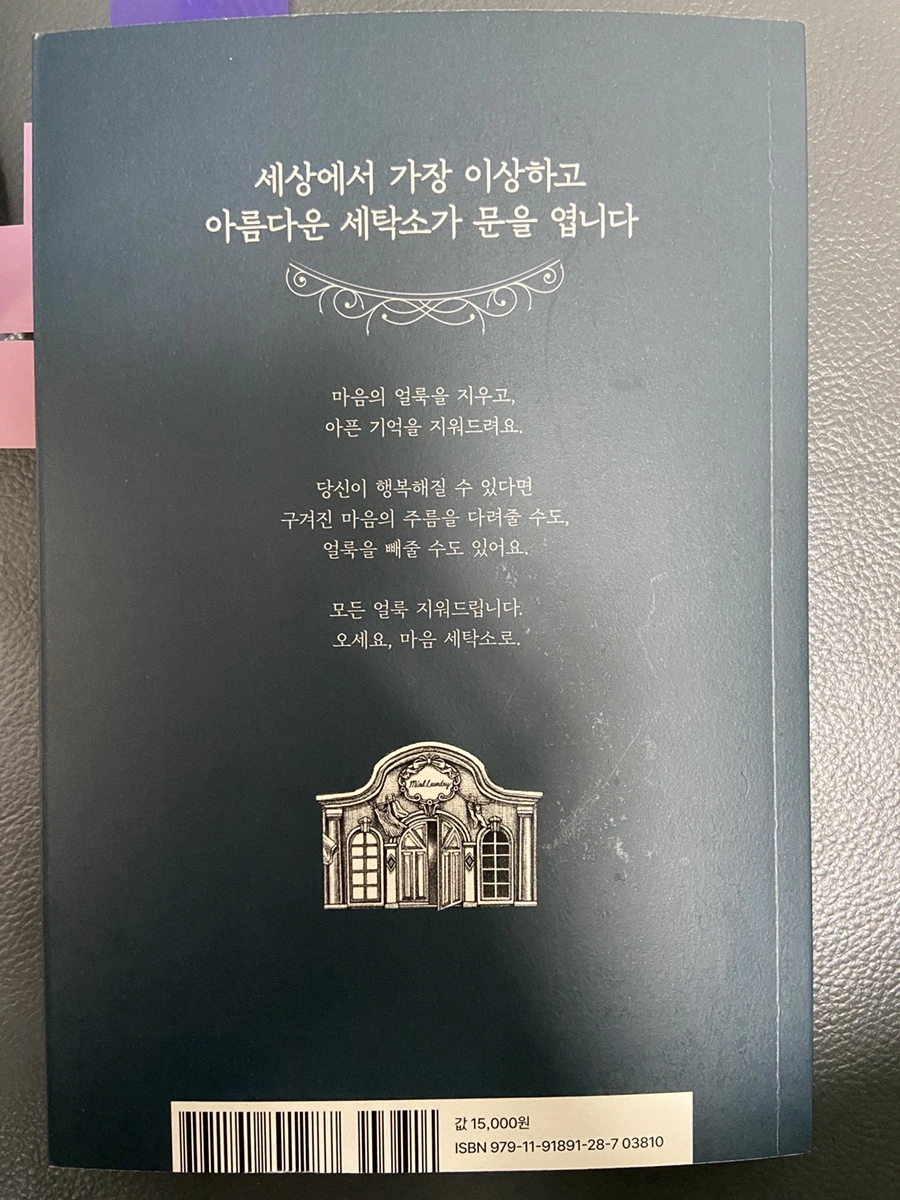 세상에서 가장 이상하고
아름다운 세탁소가 문을 엽니다
마음의 얼룩을 지우고,
아픈 기억을 지워드려요.
당신이 행복해질 수 있다면
구겨진 마음의 주름을 다려줄 수도,
얼룩을 빼줄 수도 있어요.
모든 얼룩 지워드립니다.
오세요, 마음 세탁소로.
Mind Laundry
값 15,000원
ISBN 979-11-91891-28-7 03810